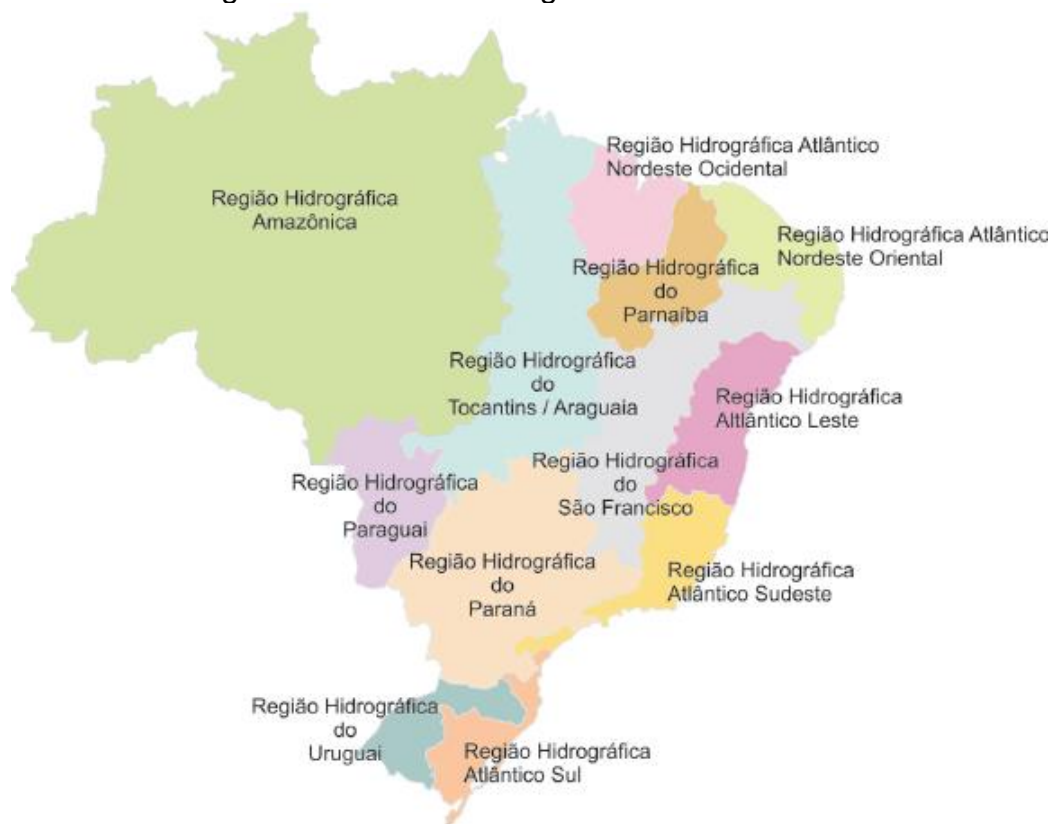 Região Hidrográfica Atlântico
Nordeste Ocidental
Região Hidrográfica
Amazônica
Região Hidrográfica Atlântico
Nordeste Oriental
Região Hidrográfica
do
Parnaíba
Região Hidrográfica
do
Tocantins / Araguaia
Região Hidrográfica
Altlântico Leste
Região Hidrográfica
do
São Francisco
Região Hidrográfica
do
Paraguai
Região Hidrográfica
do
Paraná
Região Hidrográfica
Atlântico Sudeste
Região Hidrográfica
do
Uruguai
Região Hidrográfica
Atlântico Sul